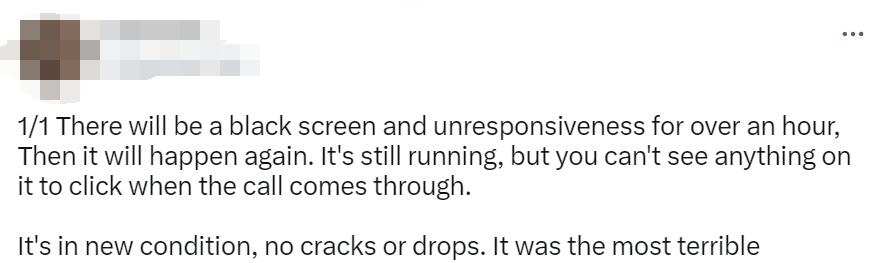 1/1 There will be a black screen and unresponsiveness for over an hour,
Then it will happen again. It's still running, but you can't see anything on
it to click when the call comes through.
It's in new condition, no cracks or drops. It was the most terrible